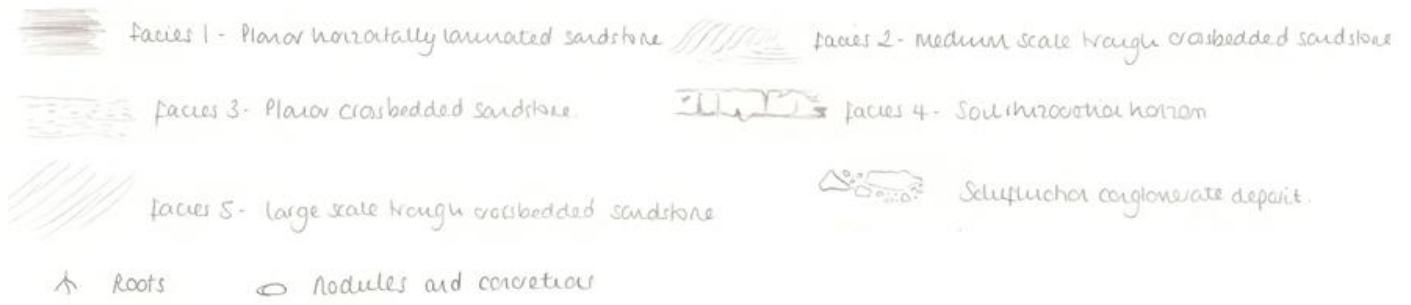 facies 1 - Planar horizontally laminated sandstone
facies 2 - medium scale trough crossbedded sandstone
facies 3 - Planar crossbedded sandstone
facies 4 - Soil horizon
facies 5 - large scale trough crossbedded sandstone
conglomerate deposit.
Roots
nodules and concretions